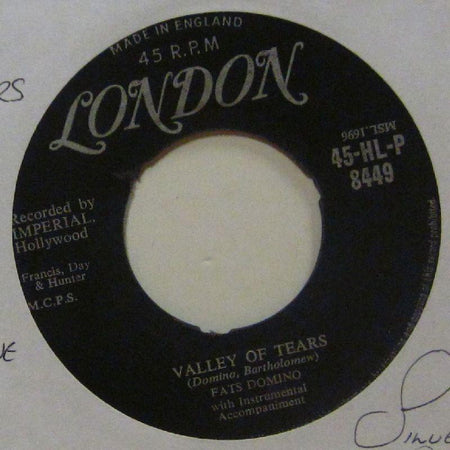 MADE IN ENGLAND
45 R.P.M
LONDON
MSL.1696
45-HL-P
8449
Recorded by
IMPERIAL,
Hollywood
Francis, Day
& Hunter
M.C.P.S.
VALLEY OF TEARS
(Domino, Bartholomew)
FATS DOMINO
with Instrumental
Accompaniment